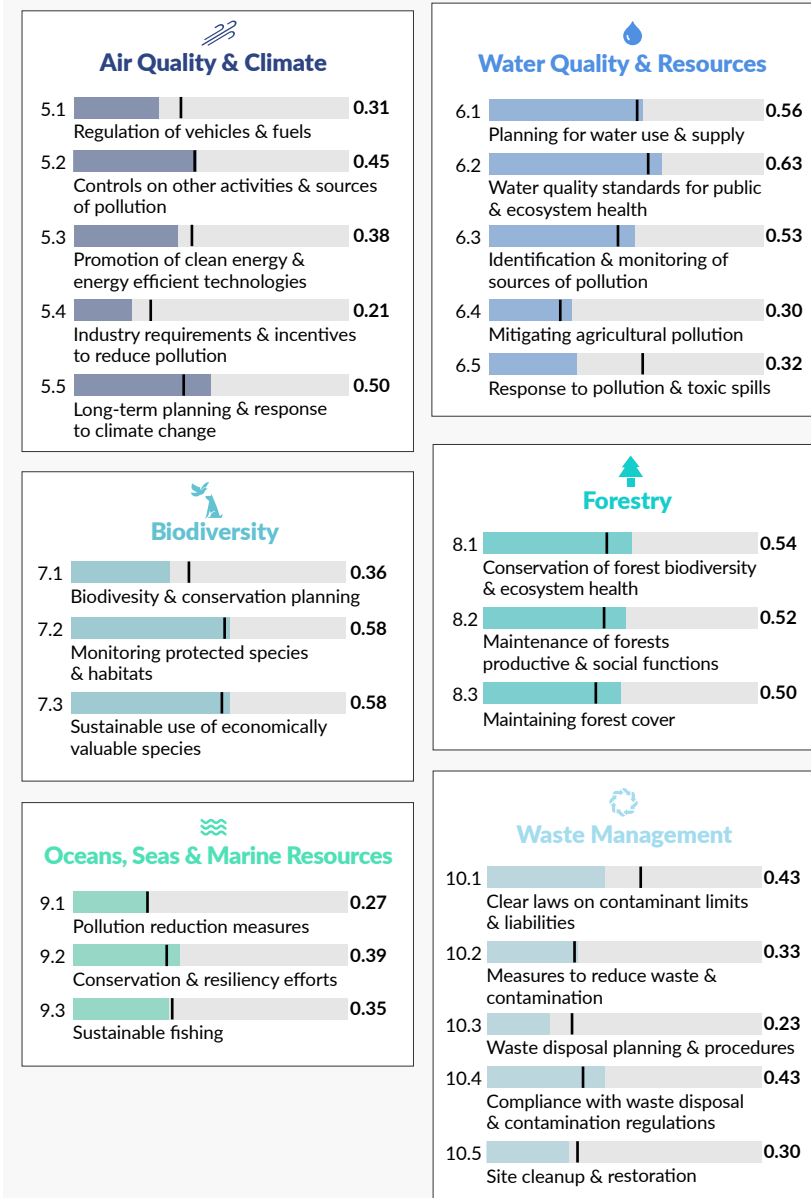 Air Quality & Climate
5.1 0.31
Regulation of vehicles & fuels
5.2 0.45
Controls on other activities & sources
of pollution
5.3 0.38
Promotion of clean energy &
energy efficient technologies
5.4 0.21
Industry requirements & incentives
to reduce pollution
5.5 0.50
Long-term planning & response
to climate change
Water Quality & Resources
6.1 0.56
Planning for water use & supply
6.2 0.63
Water quality standards for public
& ecosystem health
6.3 0.53
Identification & monitoring of
sources of pollution
6.4 0.30
Mitigating agricultural pollution
6.5 0.32
Response to pollution & toxic spills
Biodiversity
7.1 0.36
Biodivesity & conservation planning
7.2 0.58
Monitoring protected species
& habitats
7.3 0.58
Sustainable use of economically
valuable species
Forestry
8.1 0.54
Conservation of forest biodiversity
& ecosystem health
8.2 0.52
Maintenance of forests
productive & social functions
8.3 0.50
Maintaining forest cover
Oceans, Seas & Marine Resources
9.1 0.27
Pollution reduction measures
9.2 0.39
Conservation & resiliency efforts
9.3 0.35
Sustainable fishing
Waste Management
10.1 0.43
Clear laws on contaminant limits
& liabilities
10.2 0.33
Measures to reduce waste &
contamination
10.3 0.23
Waste disposal planning & procedures
10.4 0.43
Compliance with waste disposal
& contamination regulations
10.5 0.30
Site cleanup & restoration